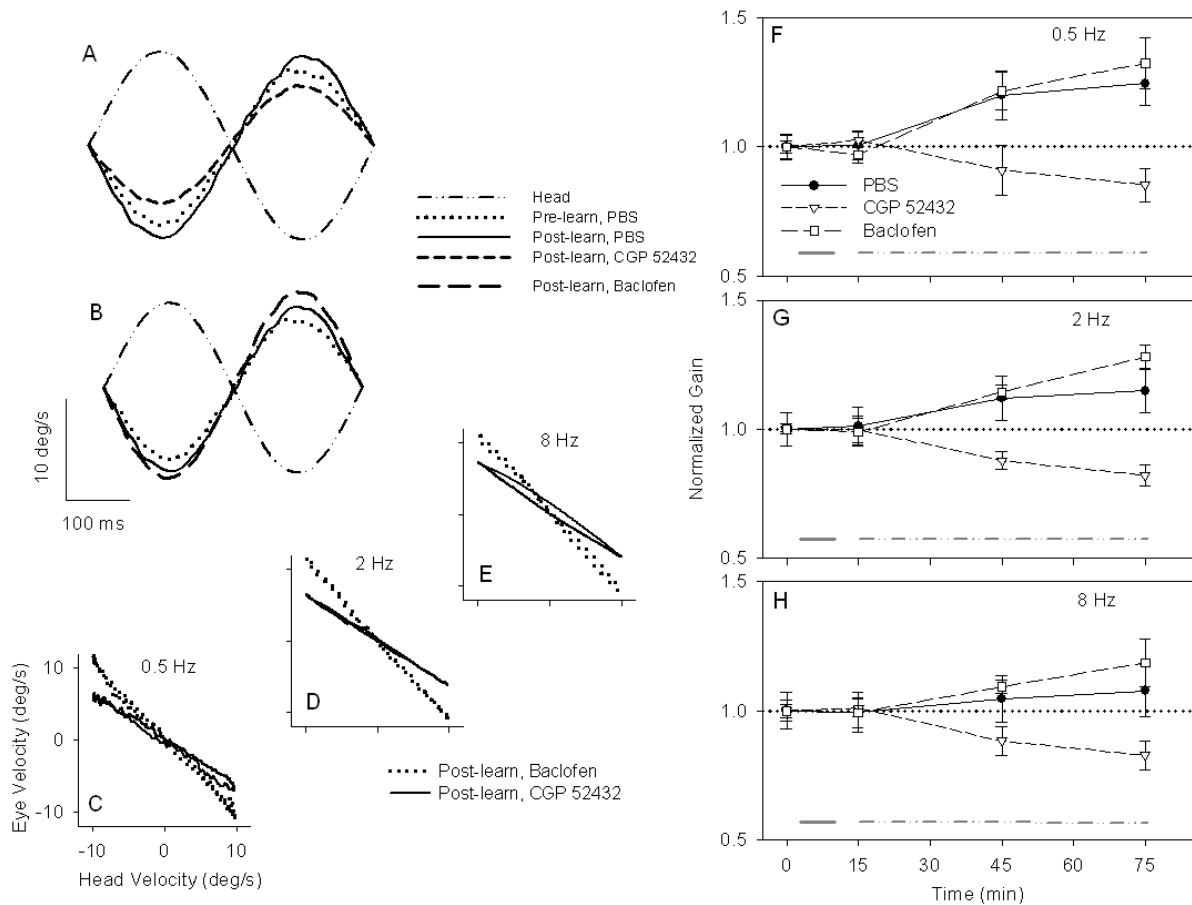 A
Head
Pre-learn, PBS
Post-learn, PBS
Post-learn, CGP 52432
Post-learn, Baclofen
B
10 deg/s
100 ms
8 Hz
E
2 Hz
D
0.5 Hz
C
10
0
-10
Eye Velocity (deg/s)
-10 0 10
Head Velocity (deg/s)
Post-learn, Baclofen
Post-learn, CGP 52432
F
0.5 Hz
1.5
1.0
0.5
PBS
CGP 52432
Baclofen
G
2 Hz
1.5
1.0
0.5
Normalized Gain
H
8 Hz
1.5
1.0
0.5
0 15 30 45 60 75
Time (min)